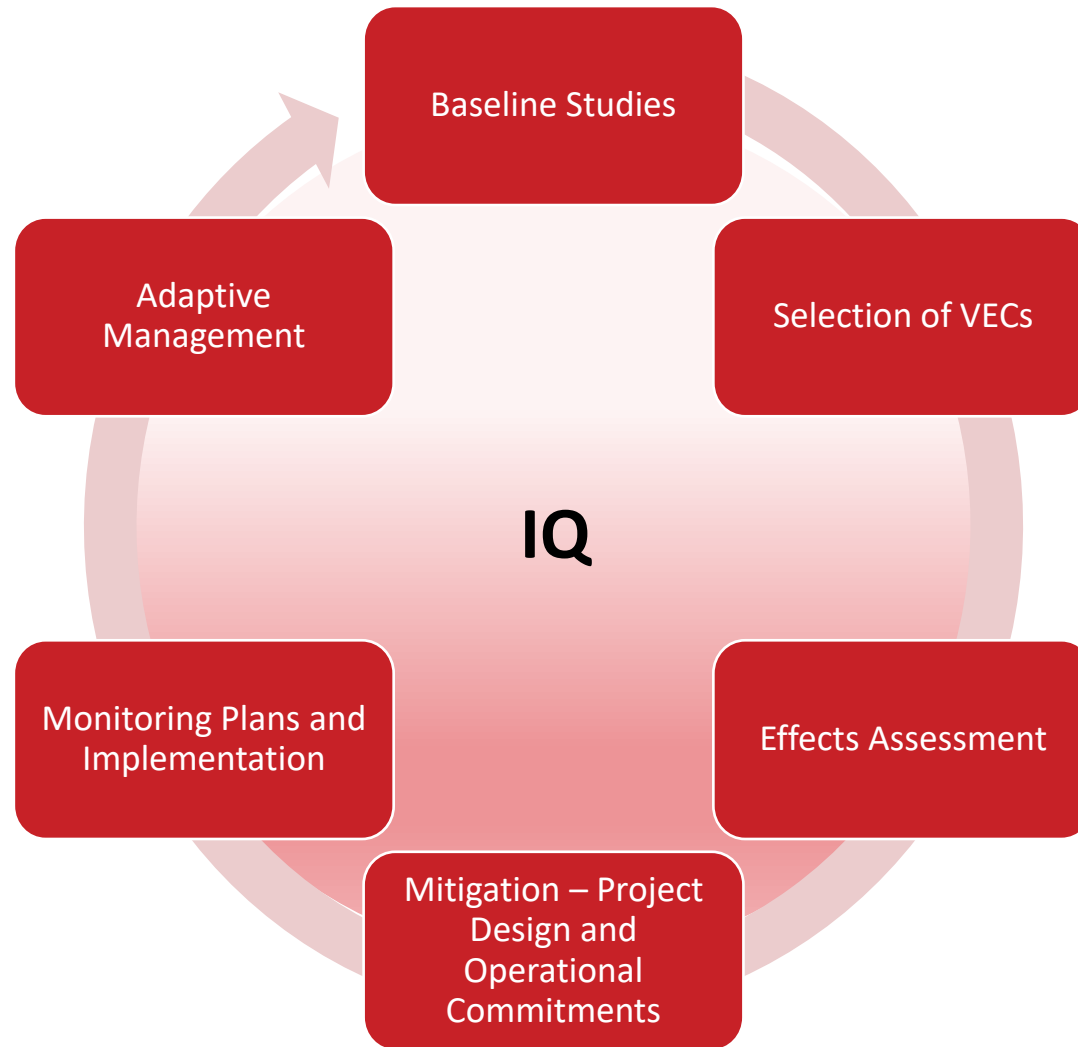 Baseline Studies
Selection of VECs
Effects Assessment
Mitigation – Project
Design and
Operational
Commitments
Monitoring Plans and
Implementation
Adaptive
Management
IQ